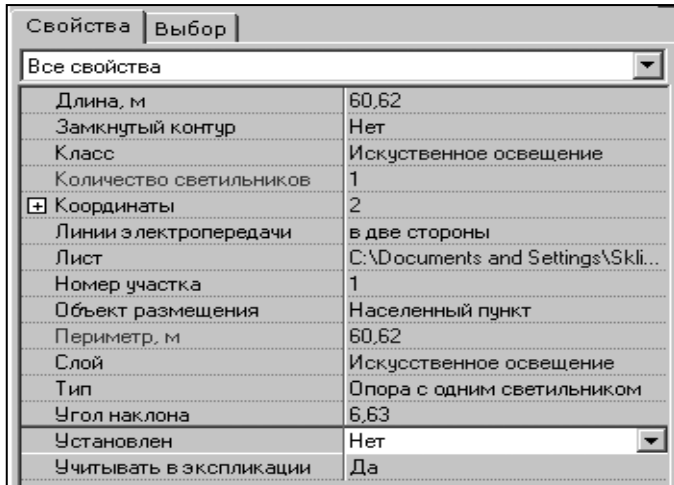 Свойства Выбор
Все свойства
Длина, м 60,62
Замкнутый контур Нет
Класс Искуственное освещение
Количество светильников 1
Координаты 2
Линии электропередачи в две стороны
Лист C:\Documents and Settings\Skli...
Номер участка 1
Объект размещения Населенный пункт
Периметр, м 60,62
Слой Искусственное освещение
Тип Опора с одним светильником
Угол наклона 6,63
Установлен Нет
Учитывать в экспликации Да